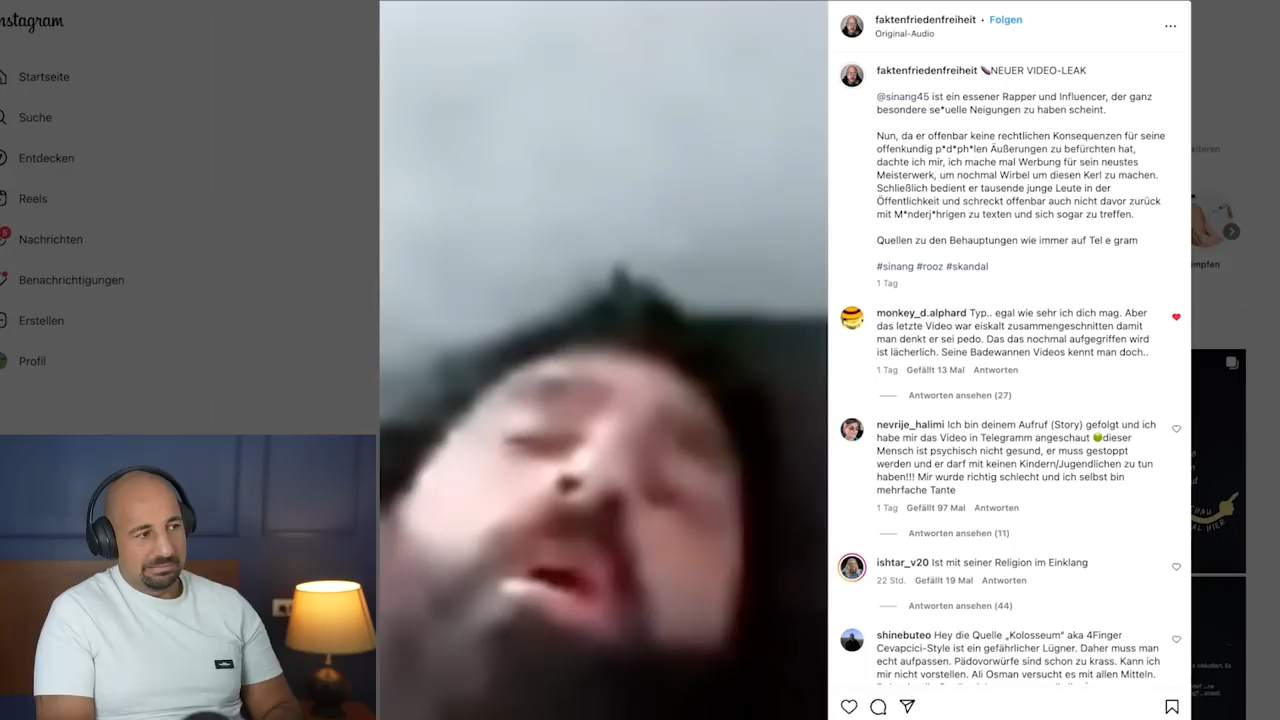 nstagram
Startseite
Suche
Entdecken
Reels
5
Nachrichten
Benachrichtigungen
Erstellen
Profil
faktenfriedenfreiheit • Folgen
Original-Audio
faktenfriedenfreiheit 🍆NEUER VIDEO-LEAK
@sinang45 ist ein essener Rapper und Influencer, der ganz
besondere se*uelle Neigungen zu haben scheint.
Nun, da er offenbar keine rechtlichen Konsequenzen für seine
offenkundig p*d*ph*len Äußerungen zu befürchten hat,
dachte ich mir, ich mache mal Werbung für sein neustes
Meisterwerk, um nochmal Wirbel um diesen Kerl zu machen.
Schließlich bedient er tausende junge Leute in der
Öffentlichkeit und schreckt offenbar auch nicht davor zurück
mit M*nderj*hrigen zu texten und sich sogar zu treffen.
Quellen zu den Behauptungen wie immer auf Tel e gram
#sinang #rooz #skandal
1 Tag
monkey_d.alphard Typ.. egal wie sehr ich dich mag. Aber
das letzte Video war eiskalt zusammengeschnitten damit
man denkt er sei pedo. Das das nochmal aufgegriffen wird
ist lächerlich. Seine Badewannen Videos kennt man doch..
1 Tag Gefällt 13 Mal Antworten
Antworten ansehen (27)
nevrije_halimi Ich bin deinem Aufruf (Story) gefolgt und ich
habe mir das Video in Telegramm angeschaut 🤢dieser
Mensch ist psychisch nicht gesund, er muss gestoppt
werden und er darf mit keinen Kindern/Jugendlichen zu tun
haben!!! Mir wurde richtig schlecht und ich selbst bin
mehrfache Tante
1 Tag Gefällt 97 Mal Antworten
Antworten ansehen (11)
ishtar_v20 Ist mit seiner Religion im Einklang
22 Std. Gefällt 19 Mal Antworten
Antworten ansehen (44)
shinebuteo Hey die Quelle „Kolosseum“ aka 4Finger
Cevapcici-Style ist ein gefährlicher Lügner. Daher muss man
echt aufpassen. Pädovorwürfe sind schon zu krass. Kann ich
mir nicht vorstellen. Ali Osman versucht es mit allen Mitteln.